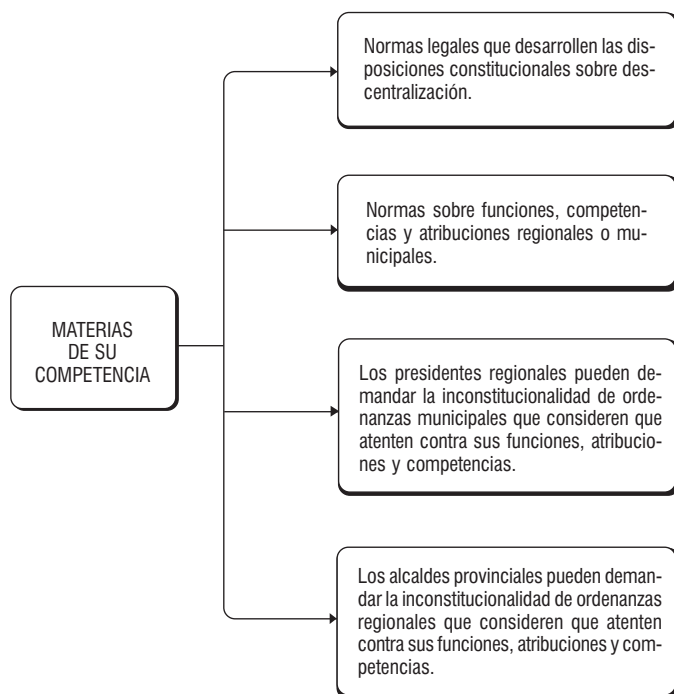 Normas legales que desarrollen las dis-
posiciones constitucionales sobre des-
centralización.
Normas sobre funciones, competen-
cias y atribuciones regionales o mu-
nicipales.
MATERIAS
DE SU
COMPETENCIA
Los presidentes regionales pueden de-
mandar la inconstitucionalidad de orde-
nanzas municipales que consideren que
atenten contra sus funciones, atribucio-
nes y competencias.
Los alcaldes provinciales pueden deman-
dar la inconstitucionalidad de ordenanzas
regionales que consideren que atenten
contra sus funciones, atribuciones y com-
petencias.